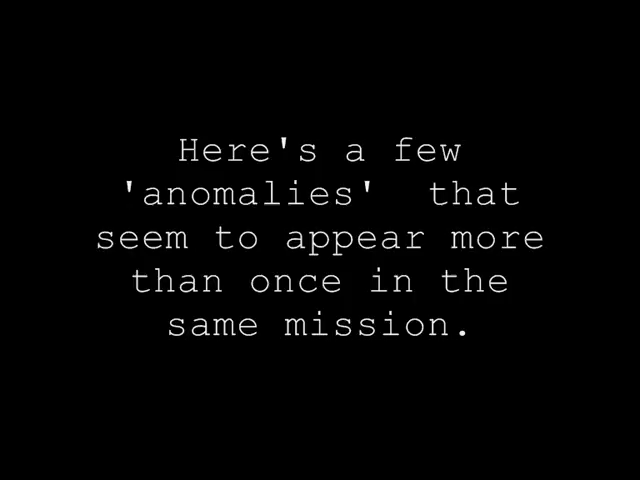 Here's a few
'anomalies'  that
seem to appear more
than once in the
same mission.